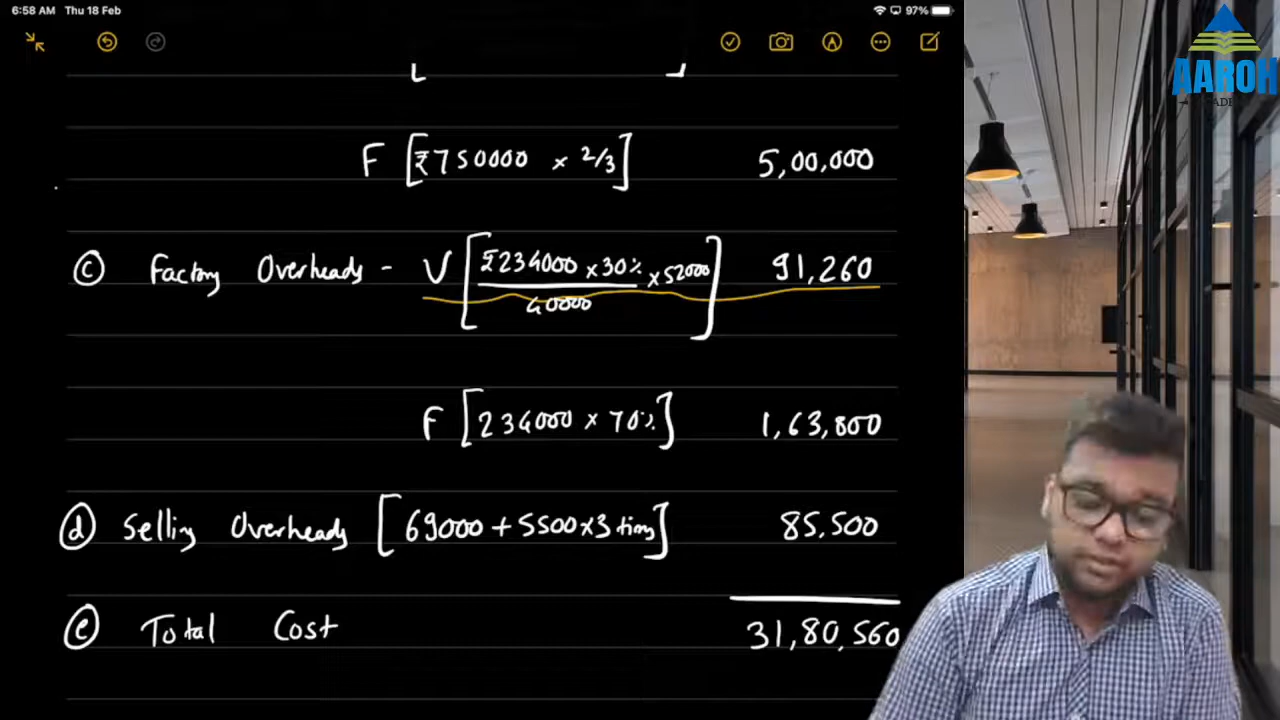 6:58 AM Thu 18 Feb 97%
AAROH
F [₹750000 × 2/3] 5,00,000
(c) Factory Overheads - V [₹234000 × 30% × 52000 / 40000] 91,260
F [234000 × 70%] 1,63,800
(d) Selling Overheads [69000 + 5500 × 3 times] 85,500
(e) Total Cost 31,80,560